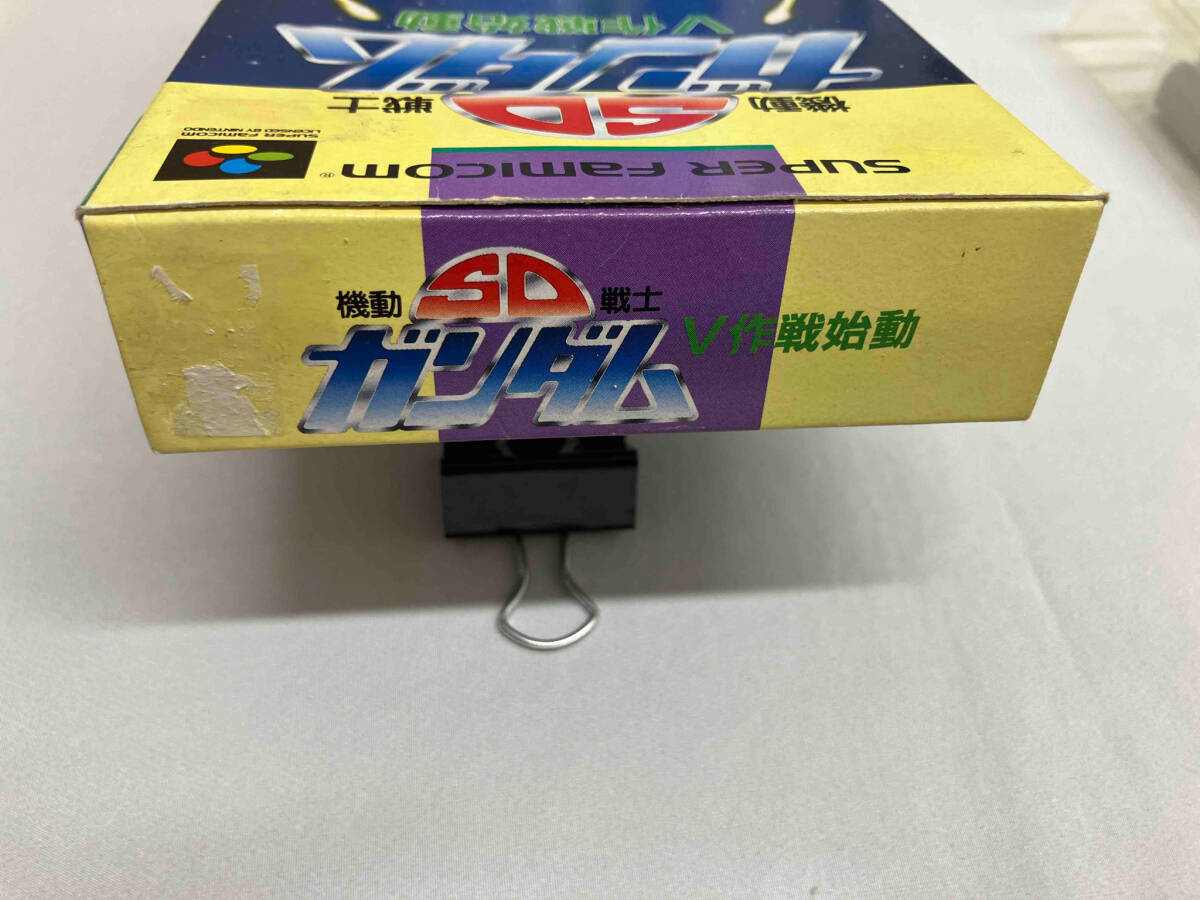 V作戦始動
ガンダム
機動 SD 戦士
SUPER FAMICOM®
SUPER FAMICOM
LICENSED BY NINTENDO
機動 SD 戦士
ガンダム V作戦始動